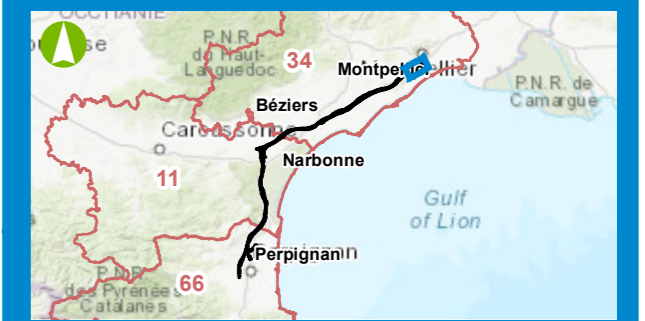 OCCITANIE
P.N.R.
du Haut-
Languedoc
34
Montpellier
P.N.R. de
Camargue
Béziers
Carcassonne
Narbonne
11
Gulf
of Lion
Perpignan
P.N.R.
des Pyrénées
Catalanes
66